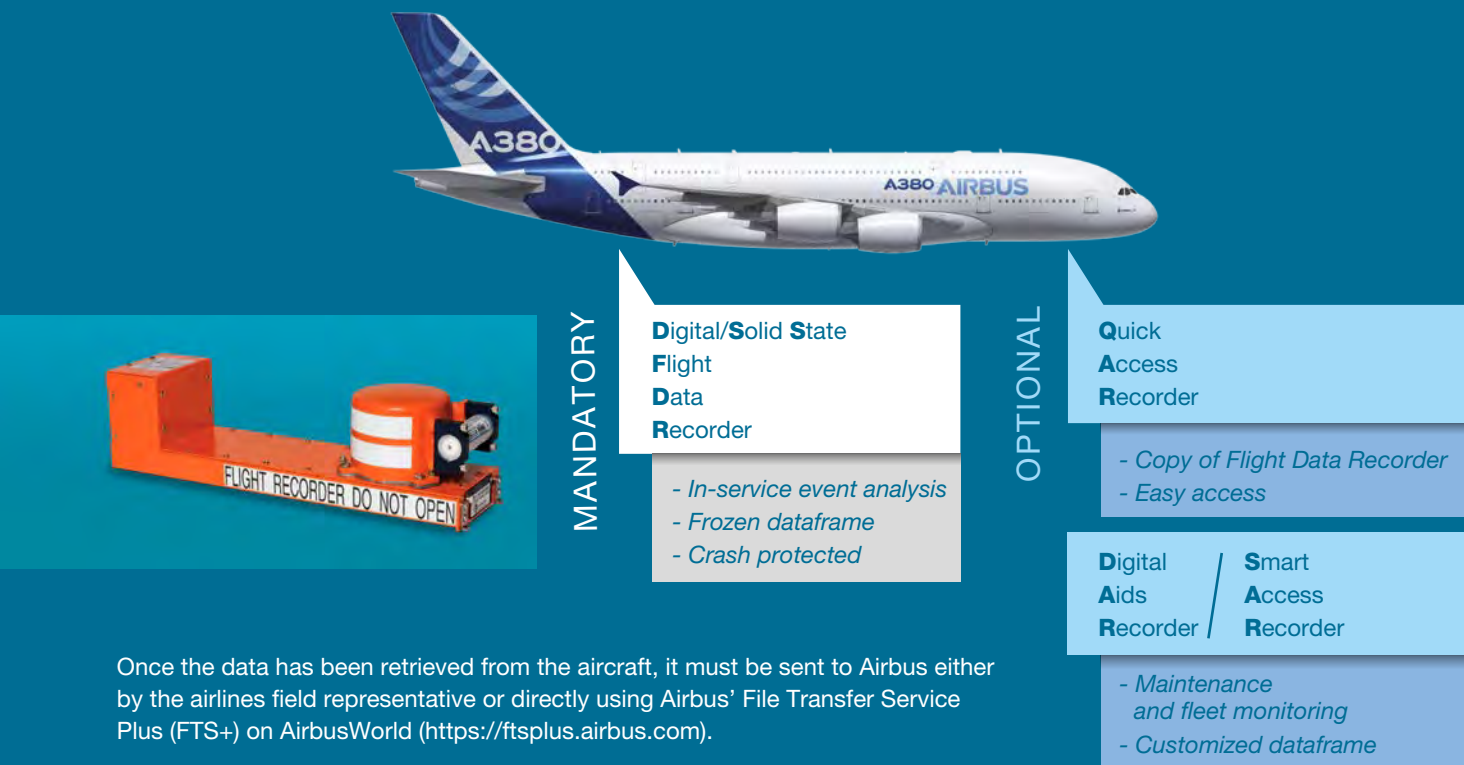 A380
A380 AIRBUS
MANDATORY
Digital/Solid State
Flight
Data
Recorder
- In-service event analysis
- Frozen dataframe
- Crash protected
FLIGHT RECORDER DO NOT OPEN
OPTIONAL
Quick
Access
Recorder
- Copy of Flight Data Recorder
- Easy access
Digital
Aids
Recorder
/
Smart
Access
Recorder
- Maintenance
and fleet monitoring
- Customized dataframe
Once the data has been retrieved from the aircraft, it must be sent to Airbus either
by the airlines field representative or directly using Airbus’ File Transfer Service
Plus (FTS+) on AirbusWorld (https://ftsplus.airbus.com).